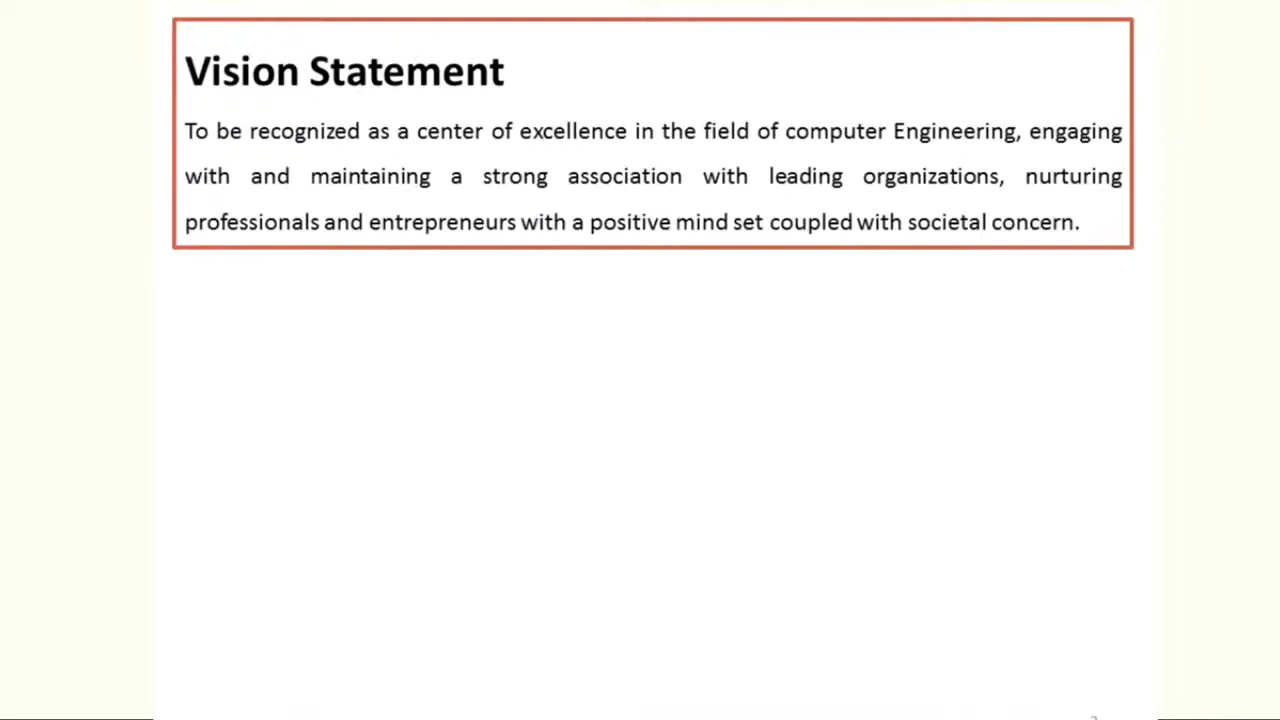 Vision Statement
To be recognized as a center of excellence in the field of computer Engineering, engaging
with and maintaining a strong association with leading organizations, nurturing
professionals and entrepreneurs with a positive mind set coupled with societal concern.